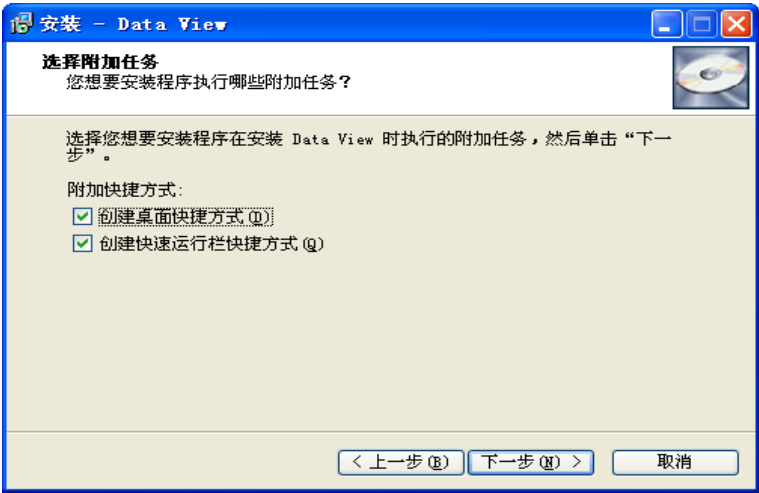 安装 - Data View
选择附加任务
您想要安装程序执行哪些附加任务？
选择您想要安装程序在安装 Data View 时执行的附加任务，然后单击“下一
步”。
附加快捷方式:
创建桌面快捷方式(D)
创建快速运行栏快捷方式(Q)
< 上一步(B) 下一步(N) > 取消